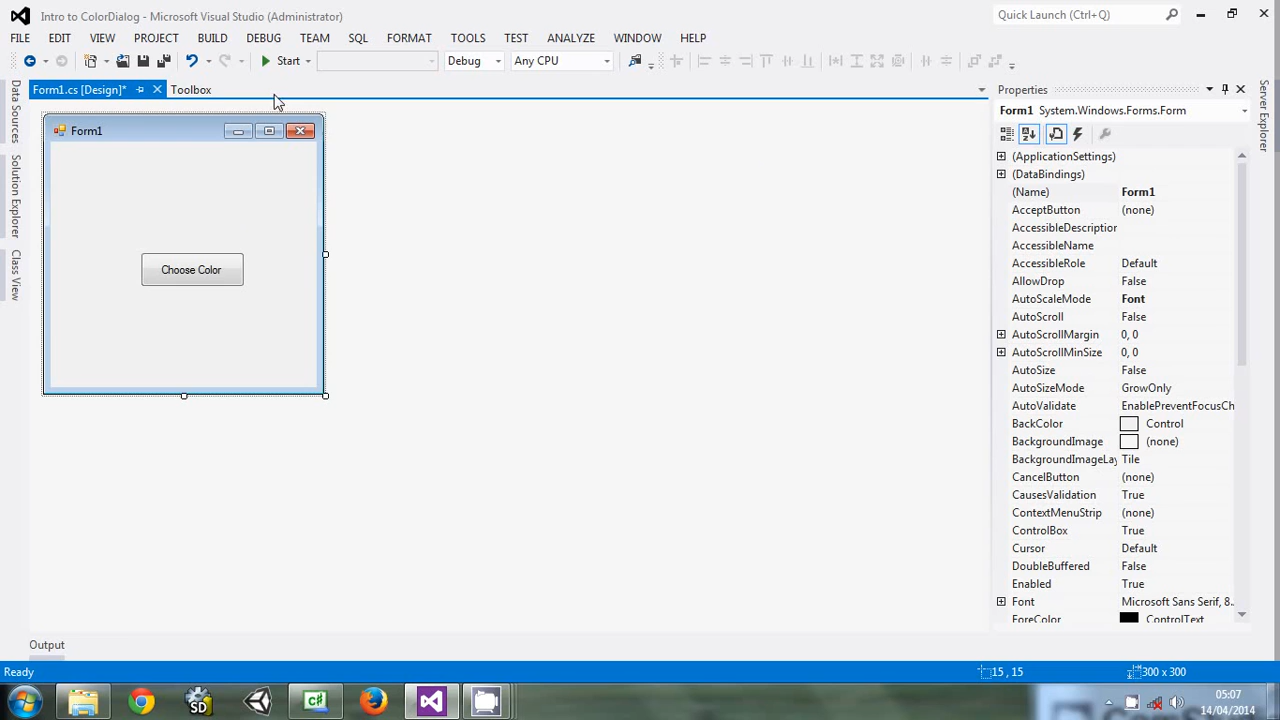 Intro to ColorDialog - Microsoft Visual Studio (Administrator)
Quick Launch (Ctrl+Q)
FILE EDIT VIEW PROJECT BUILD DEBUG TEAM SQL FORMAT TOOLS TEST ANALYZE WINDOW HELP
Start Debug Any CPU
Form1.cs [Design]* Toolbox
Data Sources
Solution Explorer
Class View
Form1
Choose Color
Properties
Form1 System.Windows.Forms.Form
(ApplicationSettings)
(DataBindings)
(Name) Form1
AcceptButton (none)
AccessibleDescription
AccessibleName
AccessibleRole Default
AllowDrop False
AutoScaleMode Font
AutoScroll False
AutoScrollMargin 0, 0
AutoScrollMinSize 0, 0
AutoSize False
AutoSizeMode GrowOnly
AutoValidate EnablePreventFocusCh
BackColor Control
BackgroundImage (none)
BackgroundImageLay Tile
CancelButton (none)
CausesValidation True
ContextMenuStrip (none)
ControlBox True
Cursor Default
DoubleBuffered False
Enabled True
Font Microsoft Sans Serif, 8...
ForeColor ControlText
Server Explorer
Output
Ready 15 , 15 300 x 300
SD C#
05:07
14/04/2014